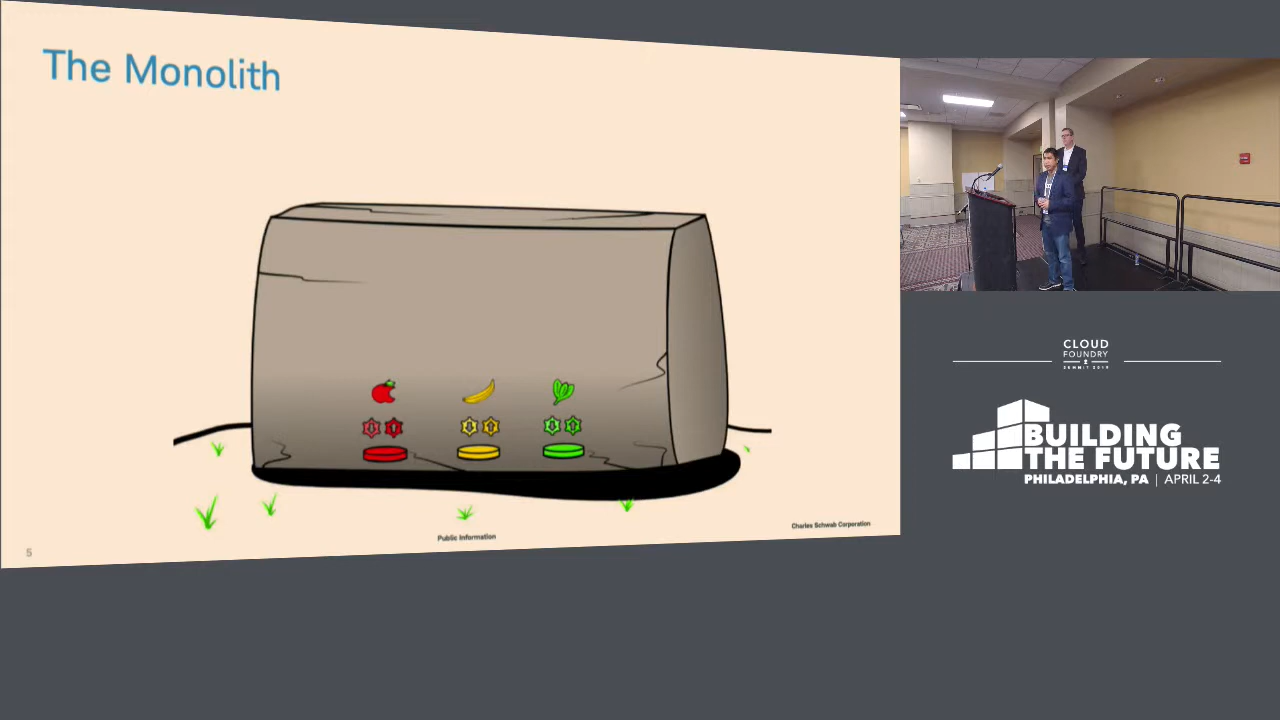 The Monolith
Public Information
Charles Schwab Corporation
5
CLOUD
FOUNDRY
SUMMIT 2019
BUILDING
THE FUTURE
PHILADELPHIA, PA | APRIL 2-4